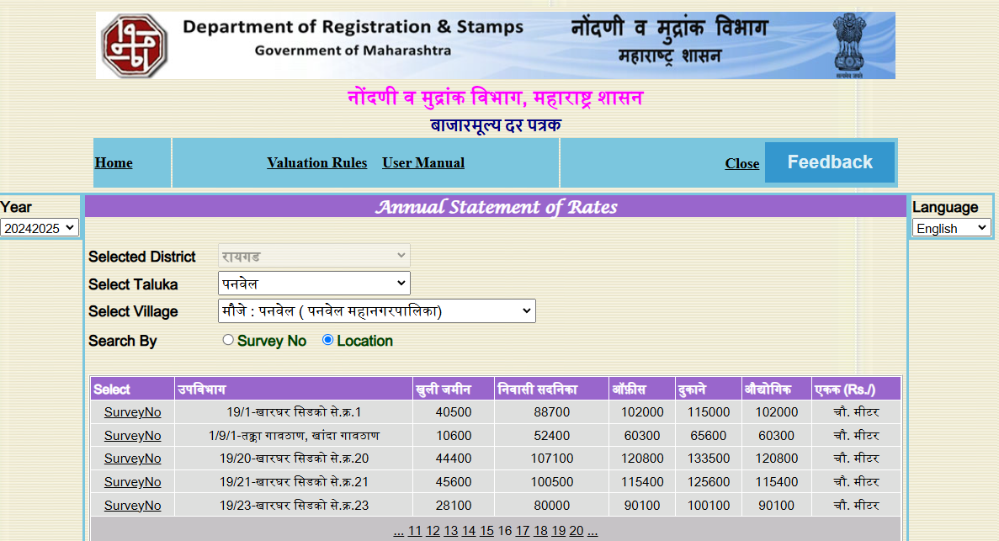 Department of Registration & Stamps
Government of Maharashtra
नोंदणी व मुद्रांक विभाग
महाराष्ट्र शासन
नोंदणी व मुद्रांक विभाग, महाराष्ट्र शासन
बाजारमूल्य दर पत्रक
Home Valuation Rules User Manual Close Feedback
Year
20242025
Annual Statement of Rates
Language
English
Selected District रायगड
Select Taluka पनवेल
Select Village मौजे : पनवेल ( पनवेल महानगरपालिका)
Search By Survey No Location
Select उपविभाग खुली जमीन निवासी सदनिका ऑफ़ीस दुकाने औद्योगिक एकक (Rs./)
SurveyNo 19/1-खारघर सिडको से.क्र.1 40500 88700 102000 115000 102000 चौ. मीटर
SurveyNo 1/9/1-तक्का गावठाण, खांदा गावठाण 10600 52400 60300 65600 60300 चौ. मीटर
SurveyNo 19/20-खारघर सिडको से.क्र.20 44400 107100 120800 133500 120800 चौ. मीटर
SurveyNo 19/21-खारघर सिडको से.क्र.21 45600 100500 115400 125600 115400 चौ. मीटर
SurveyNo 19/23-खारघर सिडको से.क्र.23 28100 80000 90100 100100 90100 चौ. मीटर
... 11 12 13 14 15 16 17 18 19 20 ...